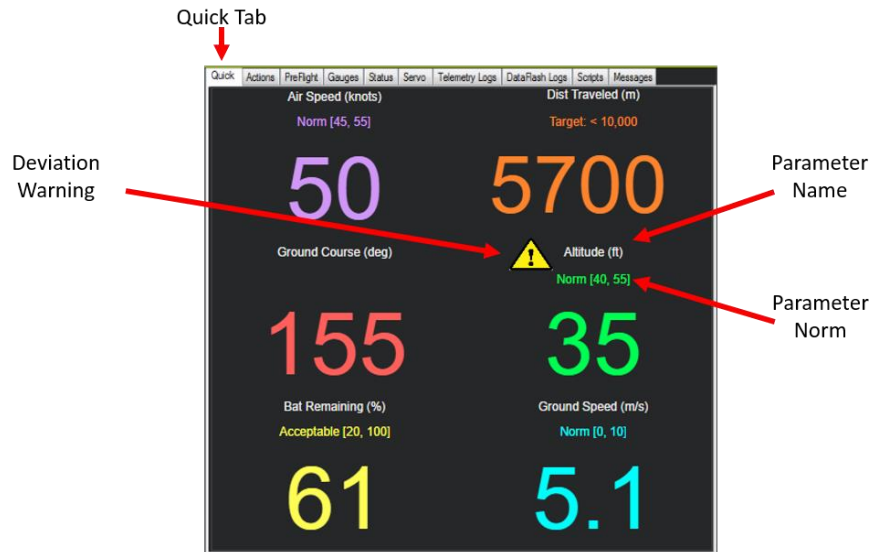 Quick Tab
Quick Actions PreFlight Gauges Status Servo Telemetry Logs DataFlash Logs Scripts Messages
Air Speed (knots)
Norm [45, 55]
50
Dist Traveled (m)
Target: < 10,000
5700
Deviation
Warning
Parameter
Name
Ground Course (deg)
155
!
Altitude (ft)
Norm [40, 55]
35
Parameter
Norm
Bat Remaining (%)
Acceptable [20, 100]
61
Ground Speed (m/s)
Norm [0, 10]
5.1